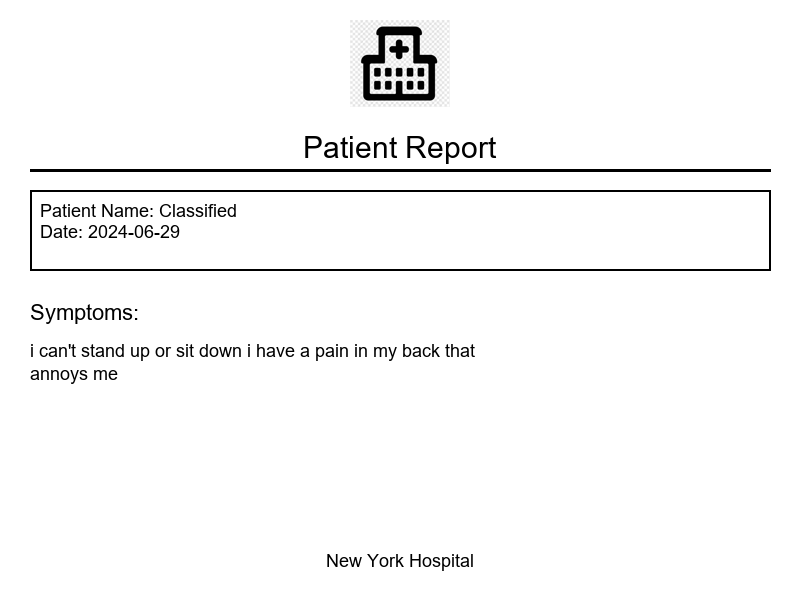 Patient Report
Patient Name: Classified
Date: 2024-06-29
Symptoms:
i can't stand up or sit down i have a pain in my back that
annoys me
New York Hospital